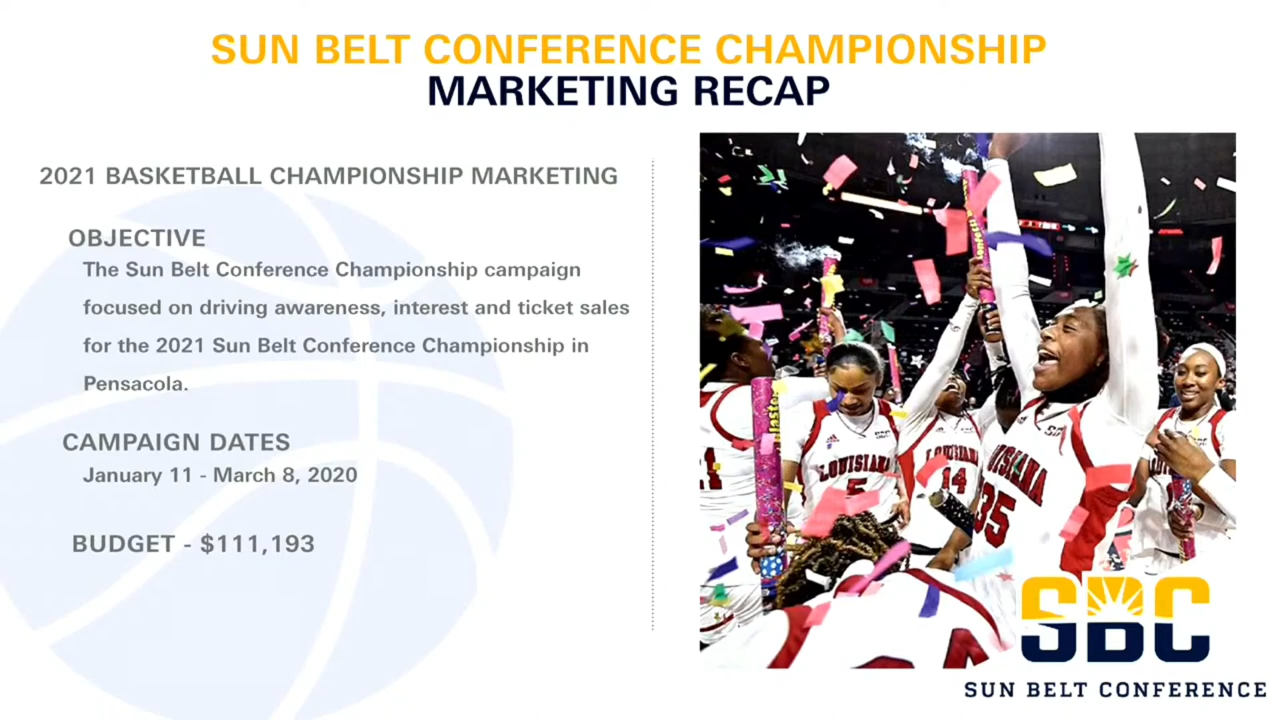 SUN BELT CONFERENCE CHAMPIONSHIP
MARKETING RECAP
2021 BASKETBALL CHAMPIONSHIP MARKETING
OBJECTIVE
The Sun Belt Conference Championship campaign
focused on driving awareness, interest and ticket sales
for the 2021 Sun Belt Conference Championship in
Pensacola.
CAMPAIGN DATES
January 11 - March 8, 2020
BUDGET - $111,193
LOUISIANA
5
LOUISIANA
14
OUISIANA
35
SBC
SUN BELT CONFERENCE